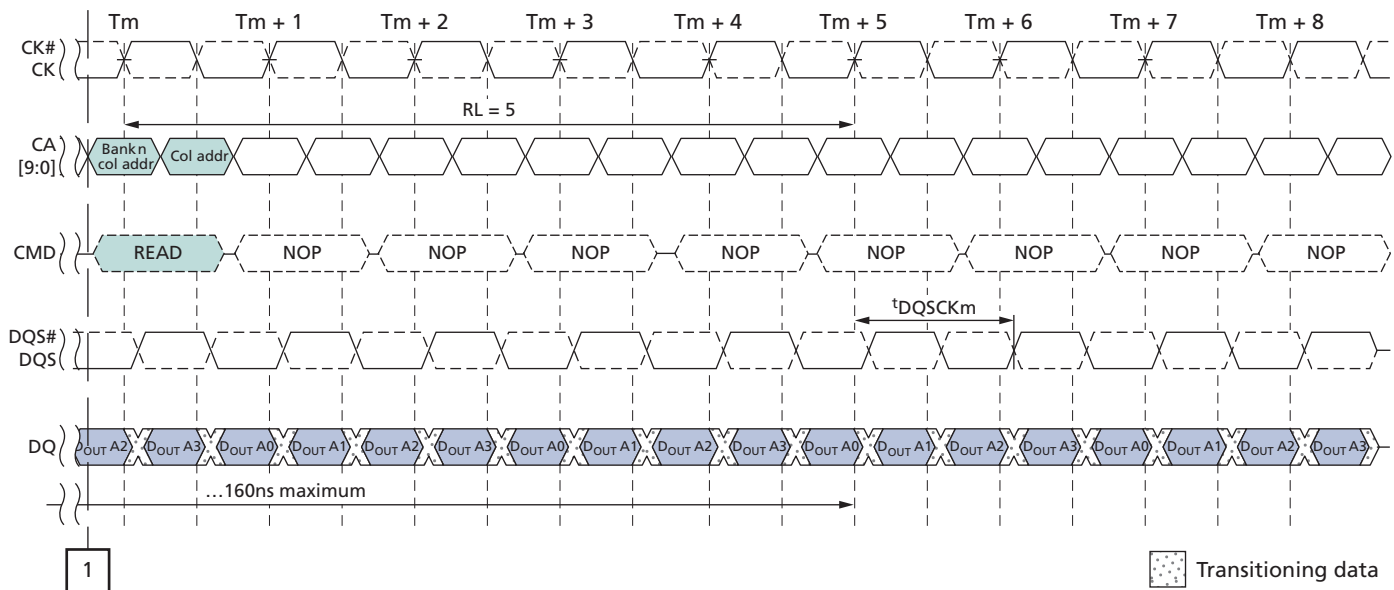 Tm Tm + 1 Tm + 2 Tm + 3 Tm + 4 Tm + 5 Tm + 6 Tm + 7 Tm + 8
CK#
CK
RL = 5
CA
[9:0]
Bank n
col addr
Col addr
CMD
READ NOP NOP NOP NOP NOP NOP NOP NOP
tDQSCKm
DQS#
DQS
DQ
DOUT A2 DOUT A3 DOUT A0 DOUT A1 DOUT A2 DOUT A3 DOUT A0 DOUT A1 DOUT A2 DOUT A3 DOUT A0 DOUT A1 DOUT A2 DOUT A3 DOUT A0 DOUT A1 DOUT A2 DOUT A3
...160ns maximum
1
Transitioning data